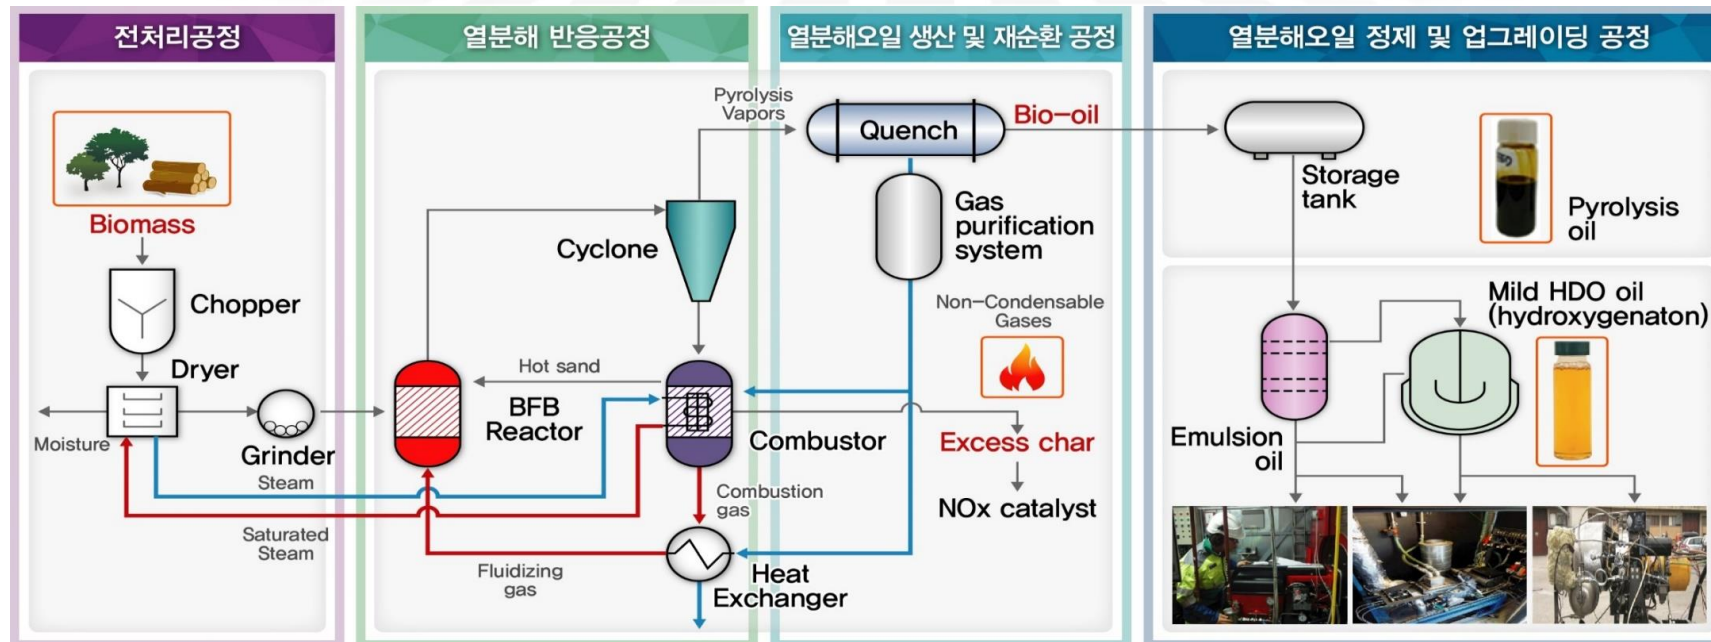 전처리공정
열분해 반응공정
열분해오일 생산 및 재순환 공정
열분해오일 정제 및 업그레이딩 공정
Biomass
Chopper
Dryer
Moisture
Grinder
Steam
Saturated
Steam
Pyrolysis
Vapors
Cyclone
Hot sand
BFB
Reactor
Combustor
Combustion
gas
Fluidizing
gas
Heat
Exchanger
Quench
Bio-oil
Gas
purification
system
Non-Condensable
Gases
Excess char
NOx catalyst
Storage
tank
Pyrolysis
oil
Mild HDO oil
(hydroxygenaton)
Emulsion
oil